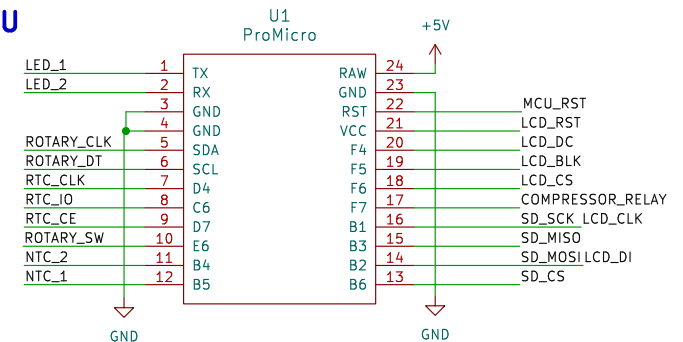 U
U1
ProMicro
+5V
LED_1 1 TX RAW 24
LED_2 2 RX GND 23
3 GND RST 22 MCU_RST
4 GND VCC 21 LCD_RST
ROTARY_CLK 5 SDA F4 20 LCD_DC
ROTARY_DT 6 SCL F5 19 LCD_BLK
RTC_CLK 7 D4 F6 18 LCD_CS
RTC_IO 8 C6 F7 17 COMPRESSOR_RELAY
RTC_CE 9 D7 B1 16 SD_SCK LCD_CLK
ROTARY_SW 10 E6 B3 15 SD_MISO
NTC_2 11 B4 B2 14 SD_MOSI LCD_DI
NTC_1 12 B5 B6 13 SD_CS
GND GND